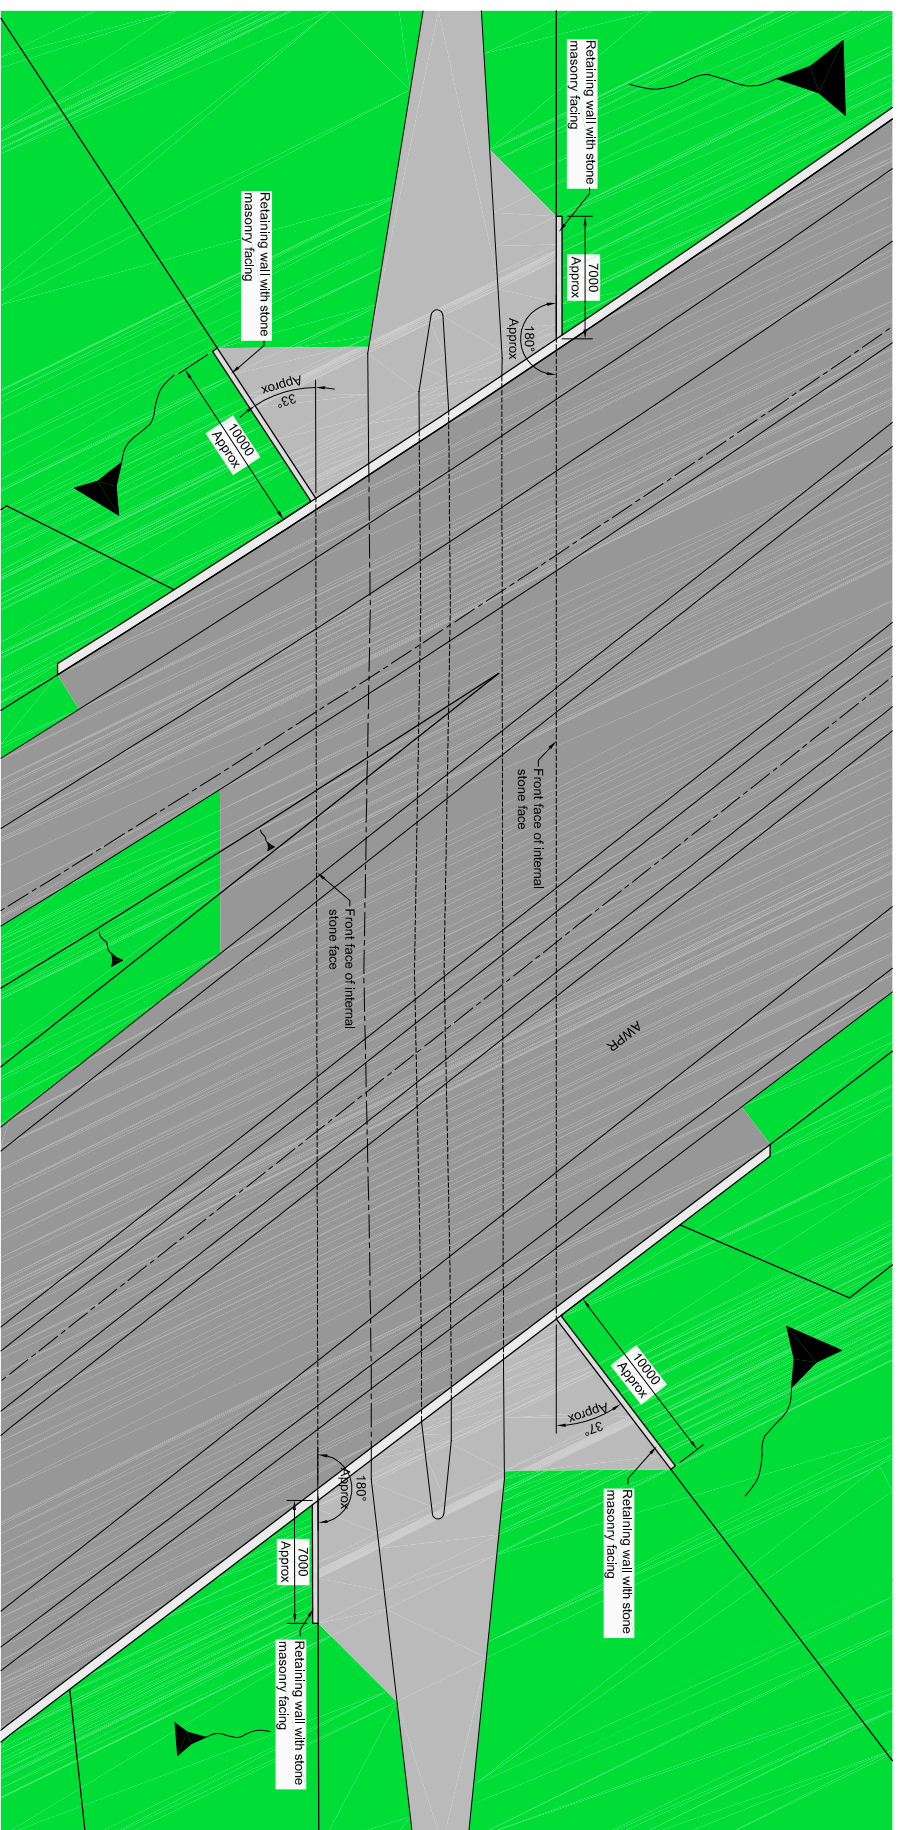 Retaining wall with stone
masonry facing
7000
Approx
180°
Approx
Retaining wall with stone
masonry facing
33°
Approx
10000
Approx
Front face of internal
stone face
Front face of internal
stone face
AWPR
10000
Approx
37°
Approx
Retaining wall with stone
masonry facing
180°
Approx
7000
Approx
Retaining wall with stone
masonry facing